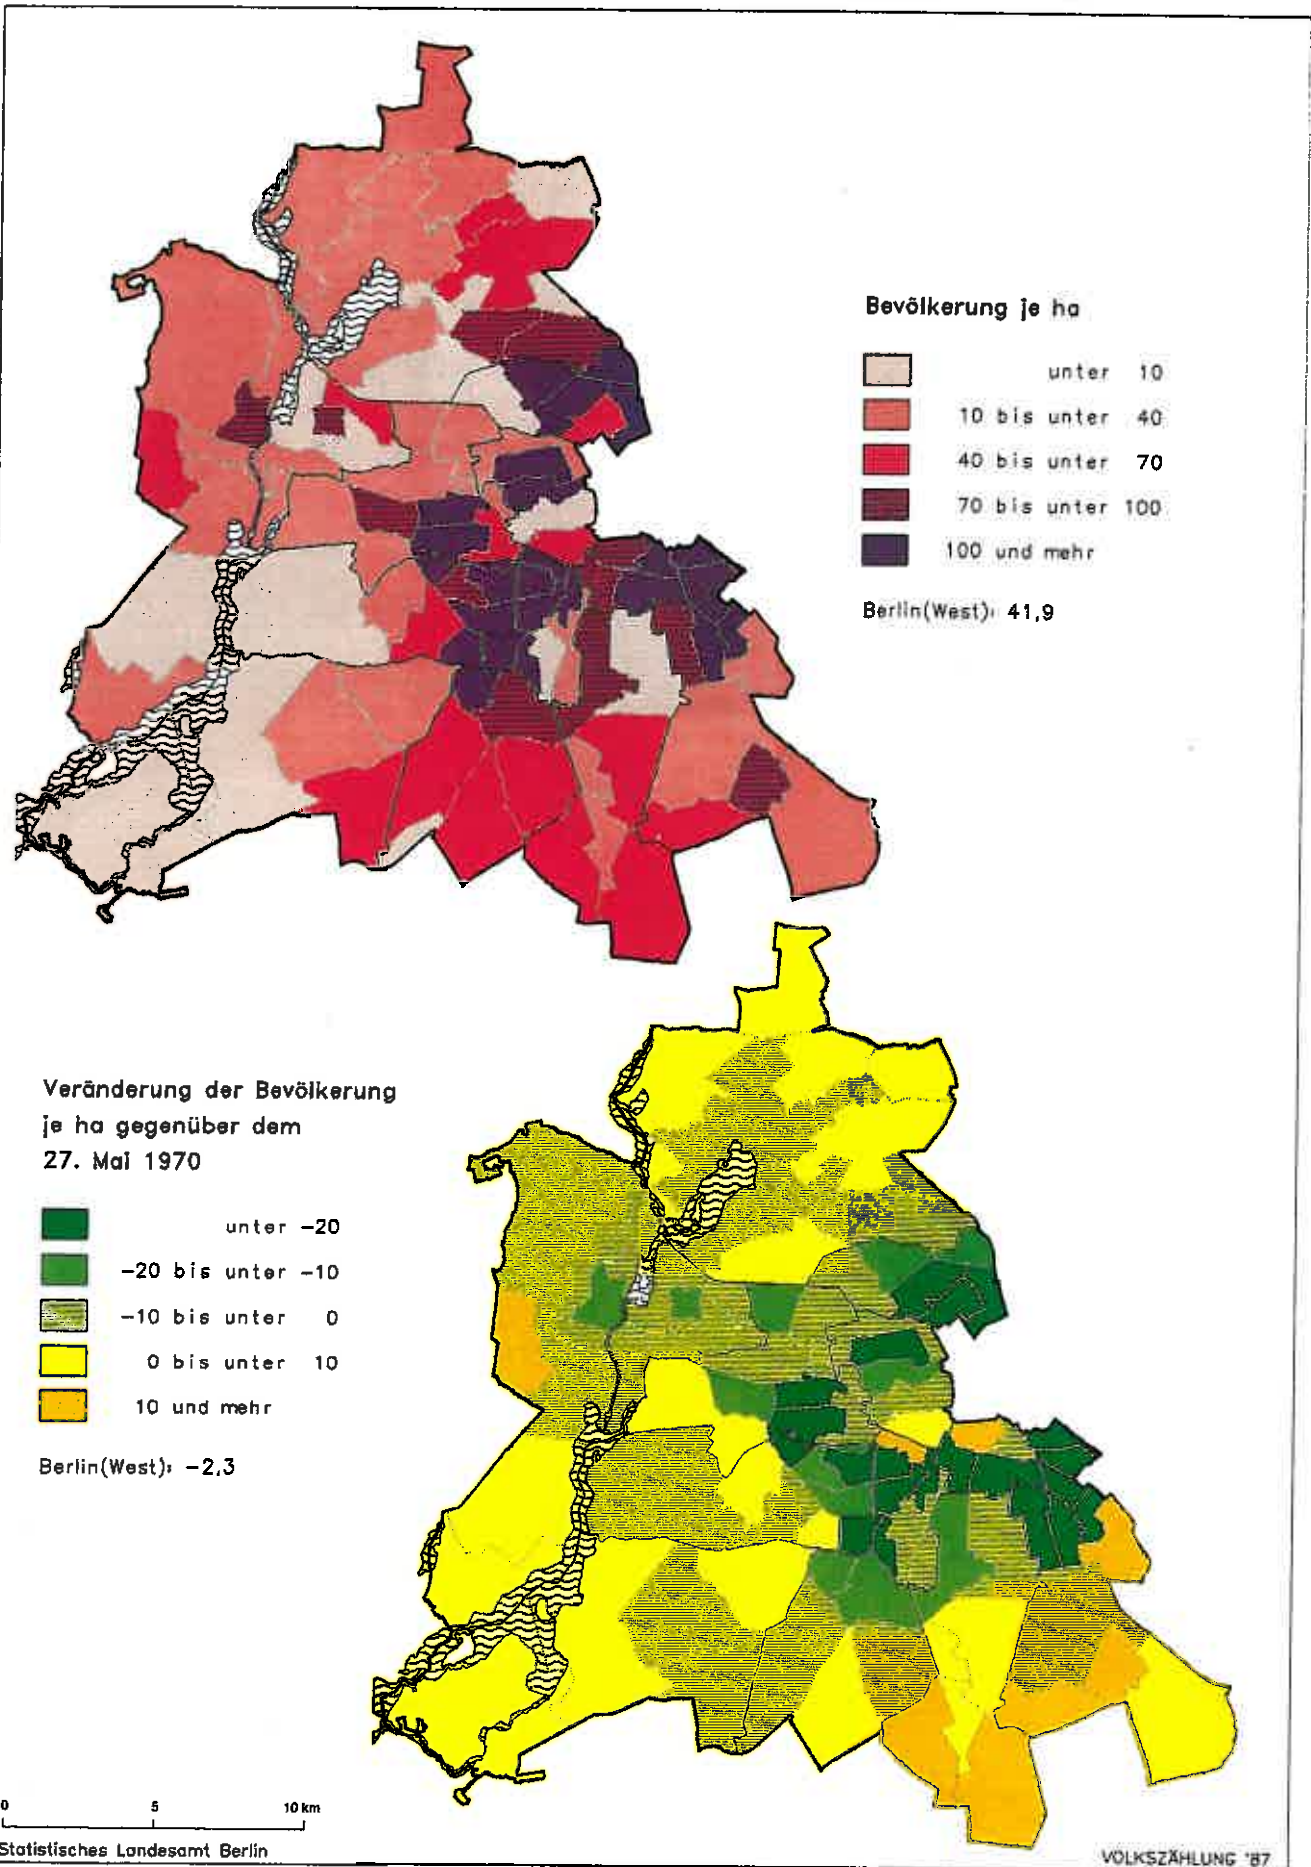 Bevölkerung je ha
unter 10
10 bis unter 40
40 bis unter 70
70 bis unter 100
100 und mehr
Berlin(West): 41,9
Veränderung der Bevölkerung
je ha gegenüber dem
27. Mai 1970
unter -20
-20 bis unter -10
-10 bis unter 0
0 bis unter 10
10 und mehr
Berlin(West): -2,3
0 5 10 km
Statistisches Landesamt Berlin
VOLKSZÄHLUNG '87